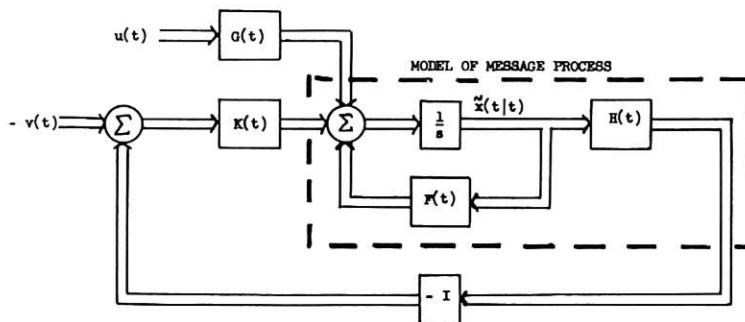 u(t)
G(t)
MODEL OF MESSAGE PROCESS
- v(t)
Σ
K(t)
Σ
1/s
x̃(t|t)
H(t)
F(t)
- I